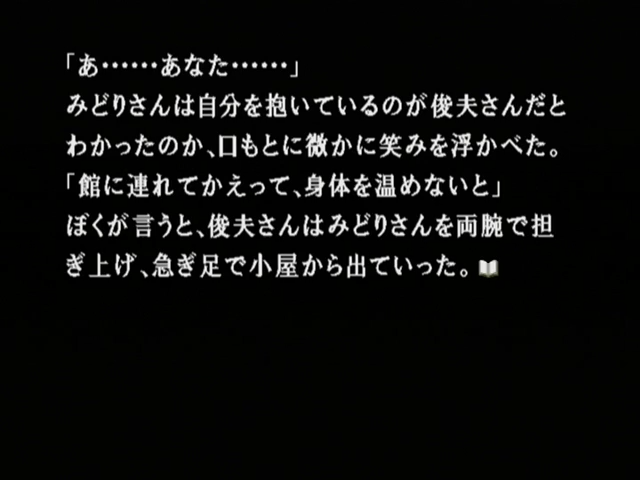 「あ……あなた……」
みどりさんは自分を抱いているのが俊夫さんだと
わかったのか、口もとに微かに笑みを浮かべた。
「館に連れてかえって、身体を温めないと」
ぼくが言うと、俊夫さんはみどりさんを両腕で担
ぎ上げ、急ぎ足で小屋から出ていった。